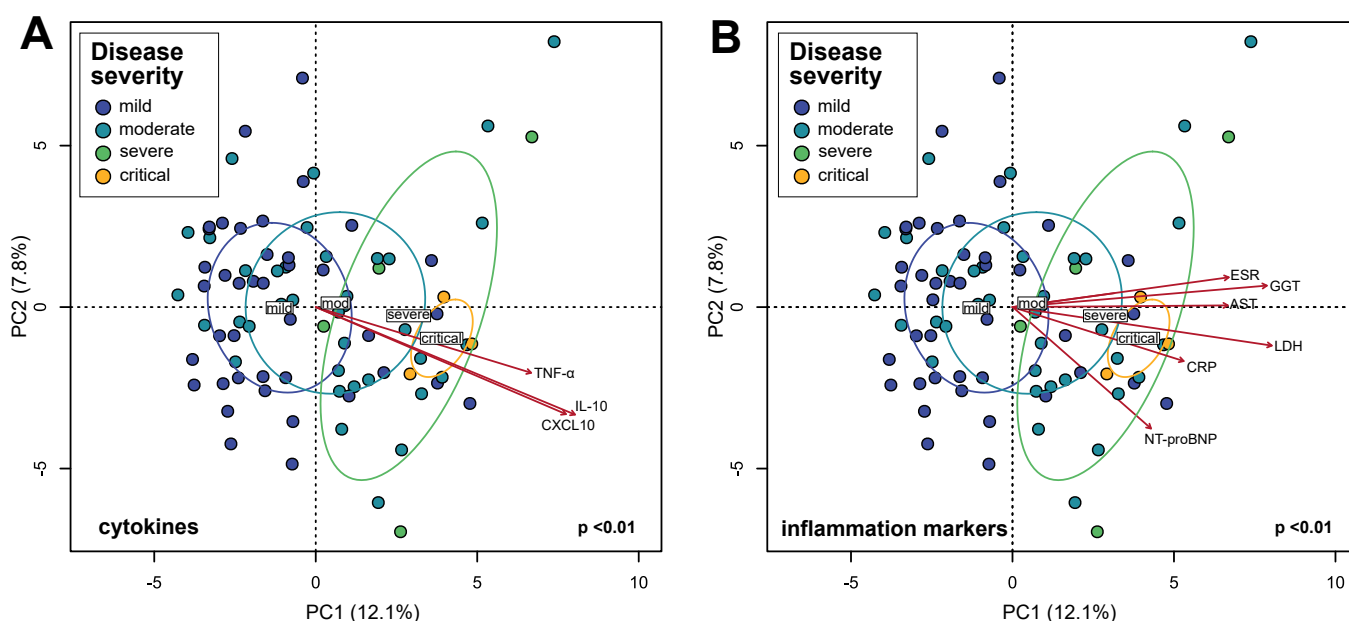 A
Disease
severity
mild
moderate
severe
critical
PC2 (7.8%)
5
0
-5
mild
mod
severe
critical
TNF-α
IL-10
CXCL10
cytokines
p <0.01
-5
0
5
10
PC1 (12.1%)
B
Disease
severity
mild
moderate
severe
critical
PC2 (7.8%)
5
0
-5
mild
mod
severe
critical
ESR
GGT
AST
LDH
CRP
NT-proBNP
inflammation markers
p <0.01
-5
0
5
10
PC1 (12.1%)